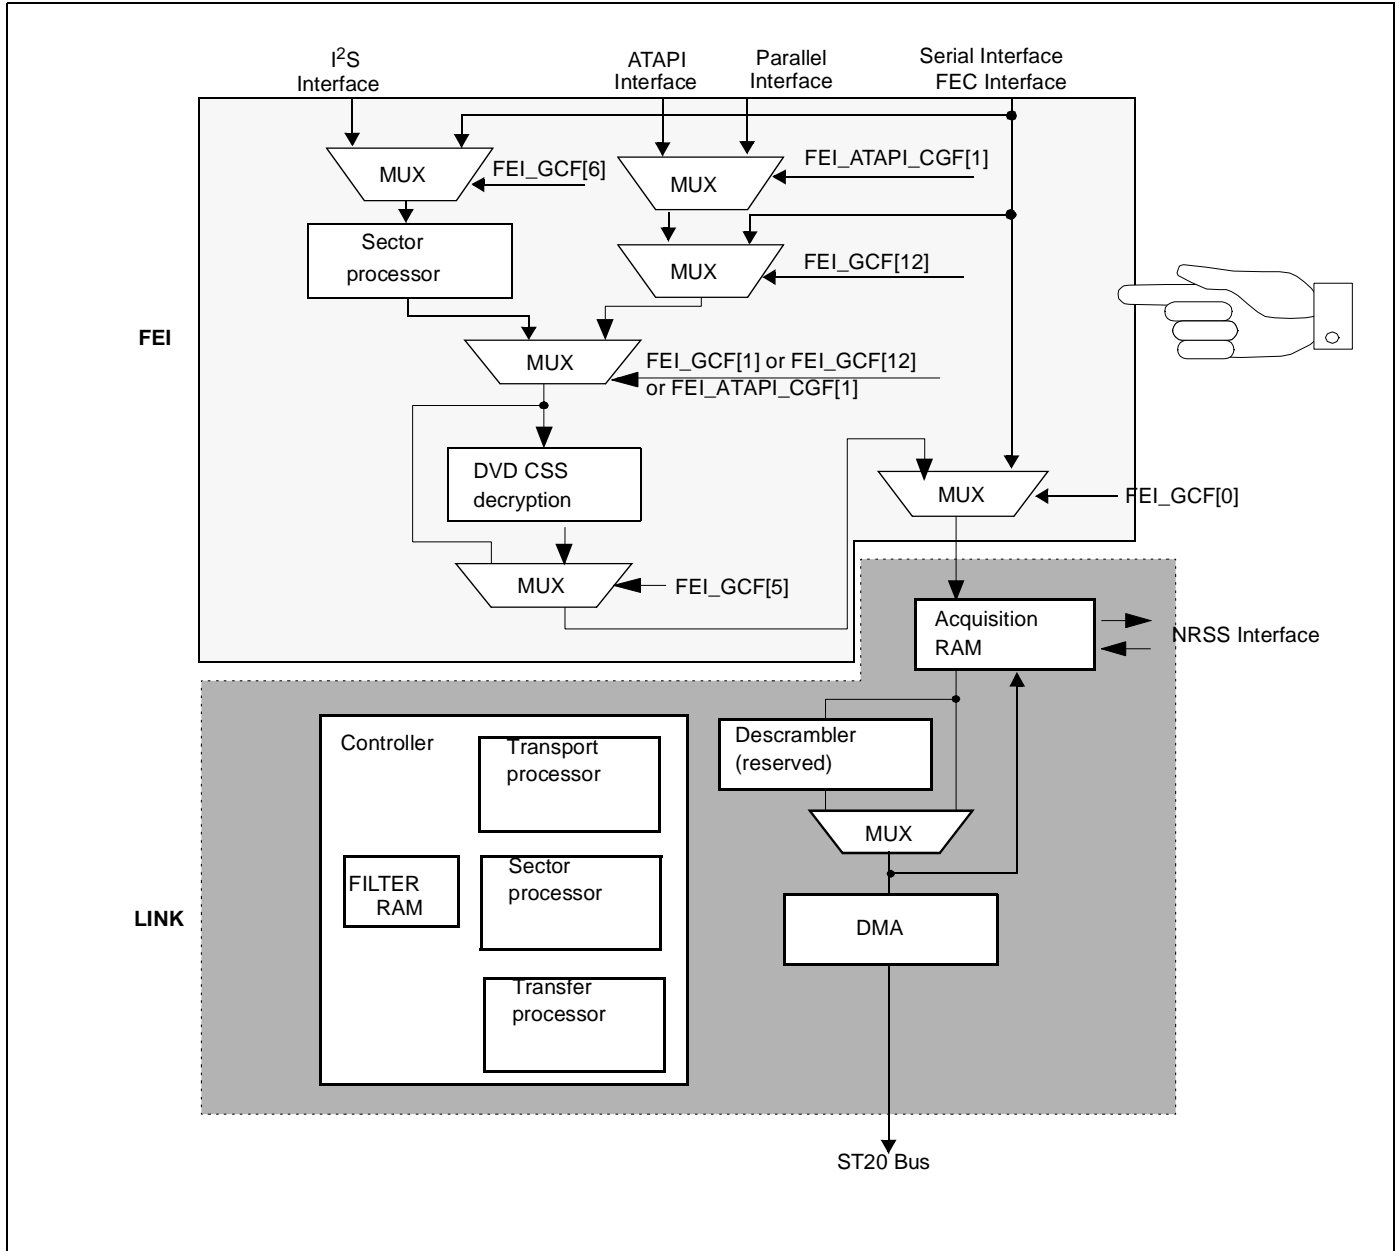 I2S
Interface
ATAPI
Interface
Parallel
Interface
Serial Interface
FEC Interface
MUX
FEI_GCF[6]
MUX
FEI_ATAPI_CGF[1]
Sector
processor
MUX
FEI_GCF[12]
FEI
MUX
FEI_GCF[1] or FEI_GCF[12]
or FEI_ATAPI_CGF[1]
DVD CSS
decryption
MUX
FEI_GCF[0]
MUX
FEI_GCF[5]
Acquisition
RAM
NRSS Interface
Controller
Transport
processor
Descrambler
(reserved)
MUX
FILTER
RAM
Sector
processor
LINK
DMA
Transfer
processor
ST20 Bus